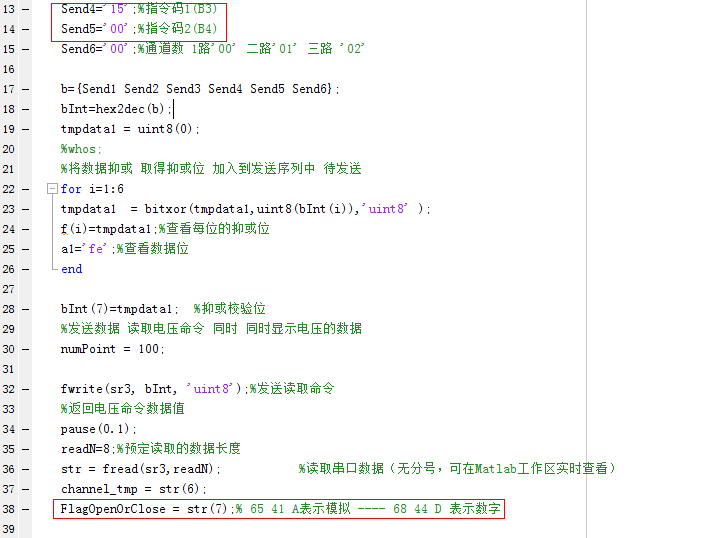 13 — Send4='15';%指令码1(B3)
14 — Send5='00';%指令码2(B4)
15 — Send6='00';%通道数 1路'00' 二路'01' 三路 '02'
16
17 — b={Send1 Send2 Send3 Send4 Send5 Send6};
18 — bInt=hex2dec(b);
19 — tmpdata1 = uint8(0);
20 %whos;
21 %将数据抑或 取得抑或位 加入到发送序列中 待发送
22 — for i=1:6
23 — tmpdata1 = bitxor(tmpdata1,uint8(bInt(i)),'uint8' );
24 — f(i)=tmpdata1;%查看每位的抑或位
25 — a1='fe';%查看数据位
26 — end
27
28 — bInt(7)=tmpdata1; %抑或校验位
29 %发送数据 读取电压命令 同时 同时显示电压的数据
30 — numPoint = 100;
31
32 — fwrite(sr3, bInt, 'uint8');%发送读取命令
33 %返回电压命令数据值
34 — pause(0.1);
35 — readN=8;%预定读取的数据长度
36 — str = fread(sr3,readN); %读取串口数据（无分号，可在Matlab工作区实时查看）
37 — channel_tmp = str(6);
38 — FlagOpenOrClose = str(7);% 65 41 A表示模拟 ---- 68 44 D 表示数字
39